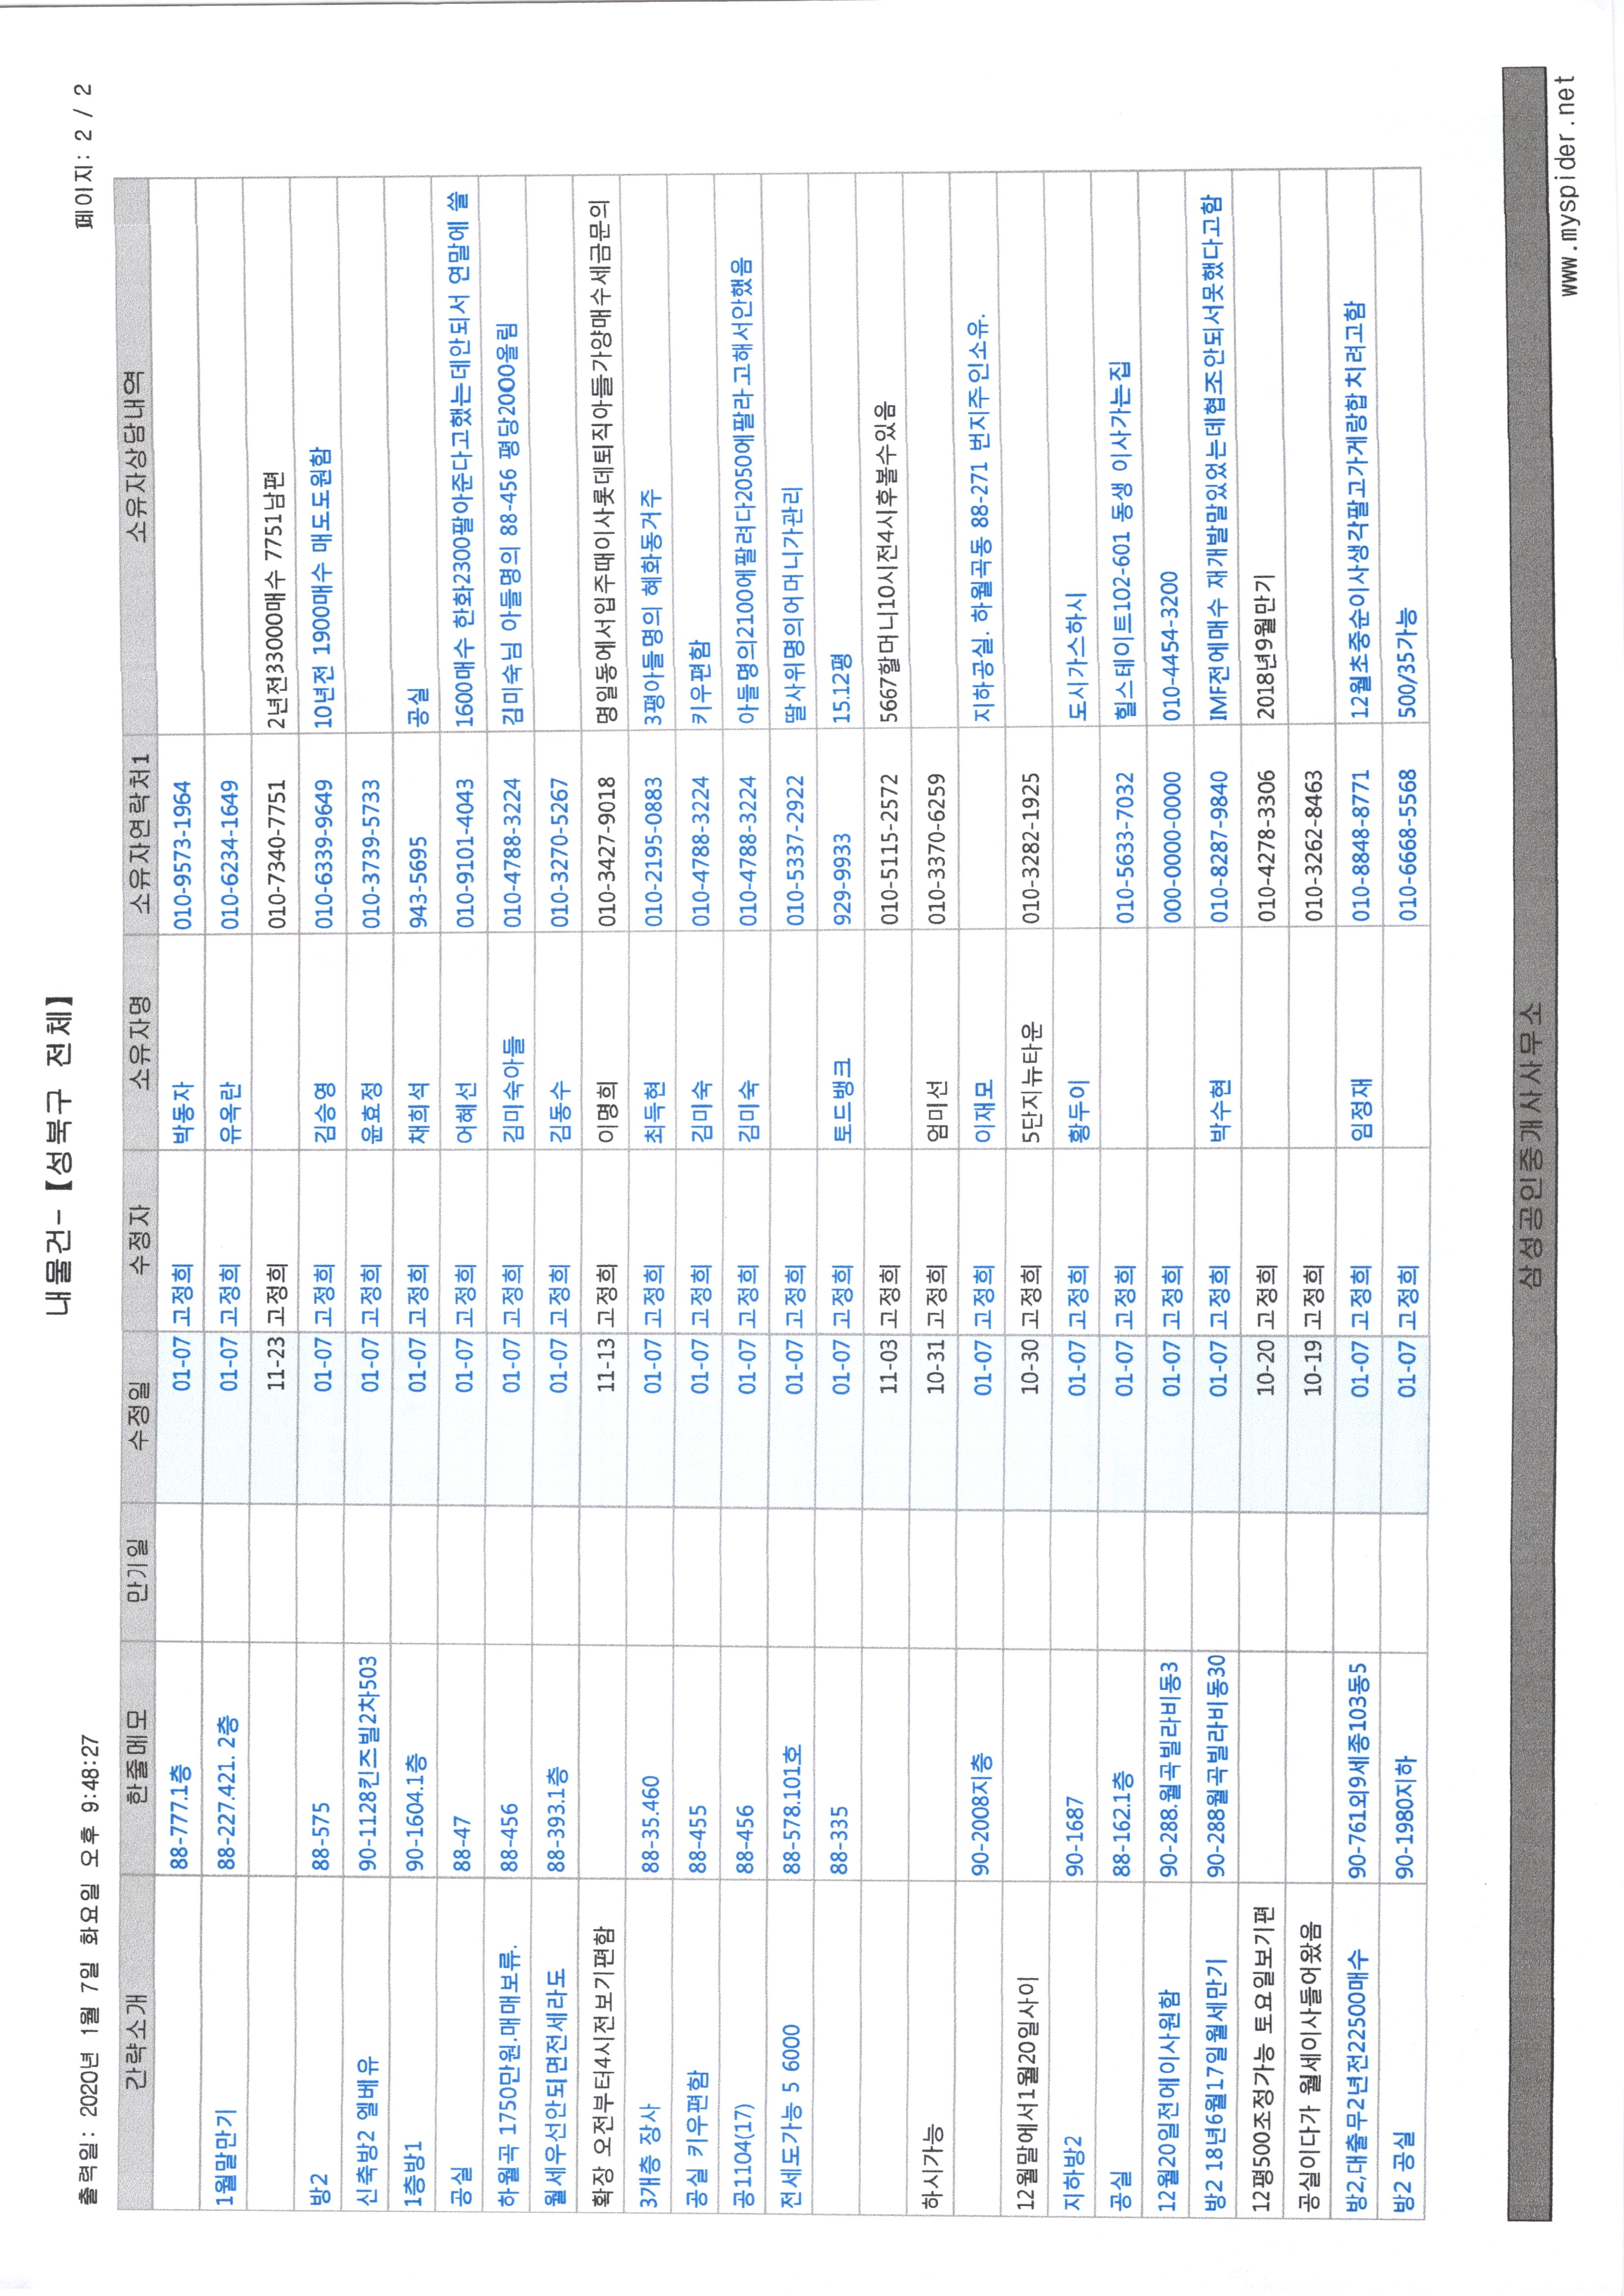 내물건-【성북구 전체】
출력일: 2020년 1월 7일 화요일 오후 9:48:27
페이지: 2 / 2
간략소개 한줄메모 만기일 수정일 수정자 소유자명 소유자연락처1 소유자상담내역
88-777.1층 01-07 고정희 박동자 010-9573-1964
1월말만기 88-227.421. 2층 01-07 고정희 유옥란 010-6234-1649
11-23 고정희 010-7340-7751 2년전33000매수 7751남편
방2 88-575 01-07 고정희 김승영 010-6339-9649 10년전 1900매수 매도도원함
신축방2 엘베유 90-1128킨즈빌2차503 01-07 고정희 윤효정 010-3739-5733
1층방1 90-1604.1층 01-07 고정희 채희석 943-5695 공실
공실 88-47 01-07 고정희 어혜선 010-9101-4043 1600매수 한화2300팔아준다고했는데안되서 연말에 쓸
하월곡 1750만원.매매보류. 88-456 01-07 고정희 김미숙아들 010-4788-3224 김미숙님 아들명의 88-456 평당2000올림
월세우선안되면전세라도 88-393.1층 01-07 고정희 김동수 010-3270-5267
확장 오전부터4시전보기편함 11-13 고정희 이명희 010-3427-9018 명일동에서입주때이사롯데퇴직아들가양매수세금문의
3개층 장사 88-35.460 01-07 고정희 최득현 010-2195-0883 3평아들명의 혜화동거주
공실 키우편함 88-455 01-07 고정희 김미숙 010-4788-3224 키우편함
공1104(17) 88-456 01-07 고정희 김미숙 010-4788-3224 아들명의2100에팔려다2050에팔라고해서안했음
전세도가능 5 6000 88-578.101호 01-07 고정희 010-5337-2922 딸사위명의어머니가관리
88-335 01-07 고정희 토드뱅크 929-9933 15.12평
11-03 고정희 010-5115-2572 5667할머니10시전4시후볼수있음
하시가능 10-31 고정희 엄미선 010-3370-6259
90-2008지층 01-07 고정희 이재모 지하공실. 하월곡동 88-271 번지주인소유.
12월말에서1월20일사이 10-30 고정희 5단지뉴타운 010-3282-1925
지하방2 90-1687 01-07 고정희 황두이 도시가스하시
공실 88-162.1층 01-07 고정희 010-5633-7032 힐스테이트102-601 동생 이사가는집
12월20일전에이사원함 90-288.월곡빌라비동3 01-07 고정희 000-0000-0000 010-4454-3200
방2 18년6월17일월세만기 90-288월곡빌라비동30 01-07 고정희 박수현 010-8287-9840 IMF전에매수 재개발말있었는데협조안되서못했다고함
12평500조정가능 토요일보기편 10-20 고정희 010-4278-3306 2018년9월만기
공실이다가 월세이사들어왔음 10-19 고정희 010-3262-8463
방2,대출무2년전22500매수 90-761외9세종103동5 01-07 고정희 임정재 010-8848-8771 12월초중순이사생각팔고가게랑합치려고함
방2 공실 90-1980지하 01-07 고정희 010-6668-5568 500/35가능
삼성공인중개사사무소
www.myspider.net